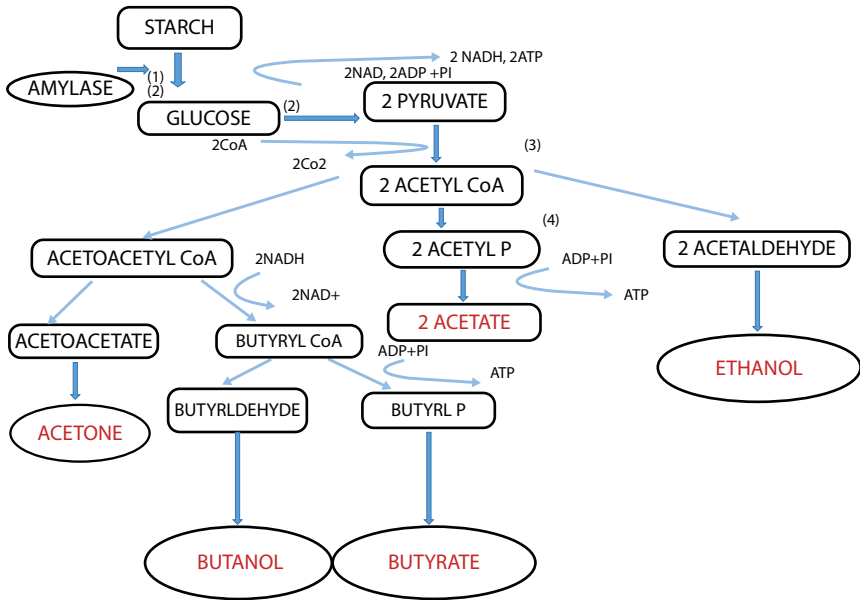 STARCH
2 NADH, 2ATP
2NAD, 2ADP +PI
AMYLASE
(1)
(2)
GLUCOSE
(2)
2 PYRUVATE
2CoA
2Co2
(3)
2 ACETYL CoA
(4)
ACETOACETYL CoA
2NADH
2 ACETYL P
ADP+PI
2 ACETALDEHYDE
2NAD+
ATP
ACETOACETATE
BUTYRYL CoA
2 ACETATE
ADP+PI
ATP
ETHANOL
ACETONE
BUTYRLDEHYDE
BUTYRL P
BUTANOL
BUTYRATE